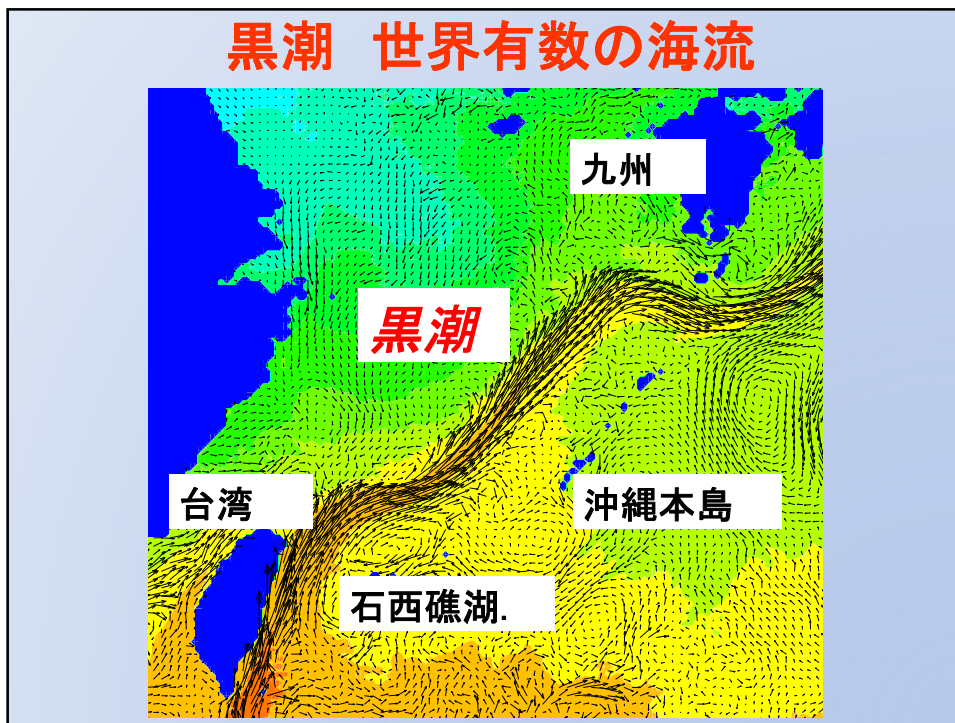 黒潮　世界有数の海流
九州
黒潮
台湾
沖縄本島
石西礁湖.